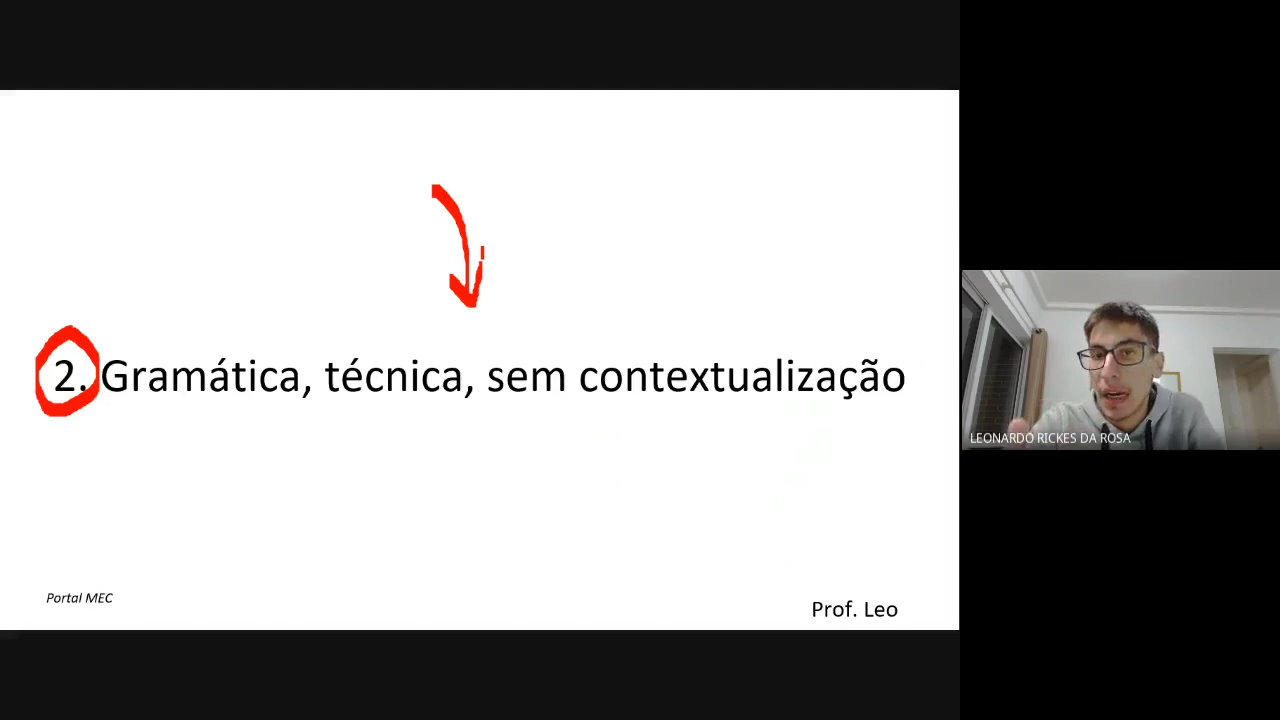 2. Gramática, técnica, sem contextualização
Portal MEC
Prof. Leo
LEONARDO RICKES DA ROSA